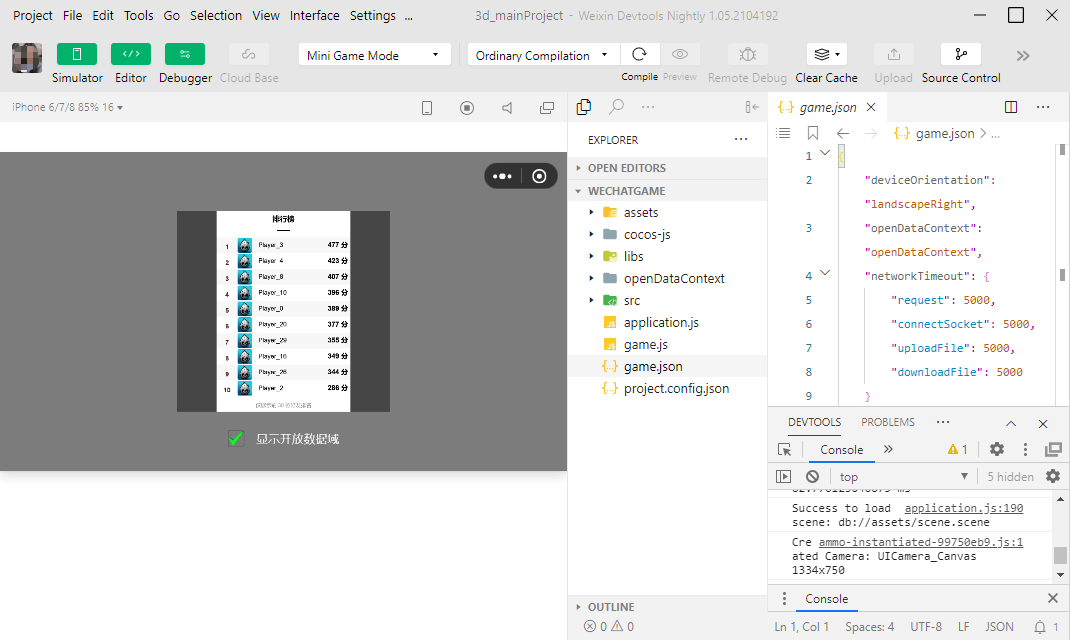 Project File Edit Tools Go Selection View Interface Settings ... 3d_mainProject - Weixin Devtools Nightly 1.05.2104192
Mini Game Mode Ordinary Compilation
Simulator Editor Debugger Cloud Base Compile Preview Remote Debug Clear Cache Upload Source Control
iPhone 6/7/8 85% 16
排行榜
1 Player_3 477 分
2 Player_4 423 分
3 Player_8 407 分
4 Player_10 396 分
5 Player_0 389 分
6 Player_20 377 分
7 Player_29 355 分
8 Player_16 349 分
9 Player_26 344 分
10 Player_2 286 分
显示开放数据域
EXPLORER
OPEN EDITORS
WECHATGAME
assets
cocos-js
libs
openDataContext
src
application.js
game.js
game.json
project.config.json
OUTLINE
0 0
{..} game.json
{..} game.json > ...
1 {
2 "deviceOrientation":
"landscapeRight",
3 "openDataContext":
"openDataContext",
4 "networkTimeout": {
5 "request": 5000,
6 "connectSocket": 5000,
7 "uploadFile": 5000,
8 "downloadFile": 5000
9 }
DEVTOOLS PROBLEMS ...
Console » 1
top 5 hidden
Success to load application.js:190
scene: db://assets/scene.scene
Cre ammo-instantiated-99750eb9.js:1
ated Camera: UICamera_Canvas
1334x750
Console
Ln 1, Col 1 Spaces: 4 UTF-8 LF JSON 1